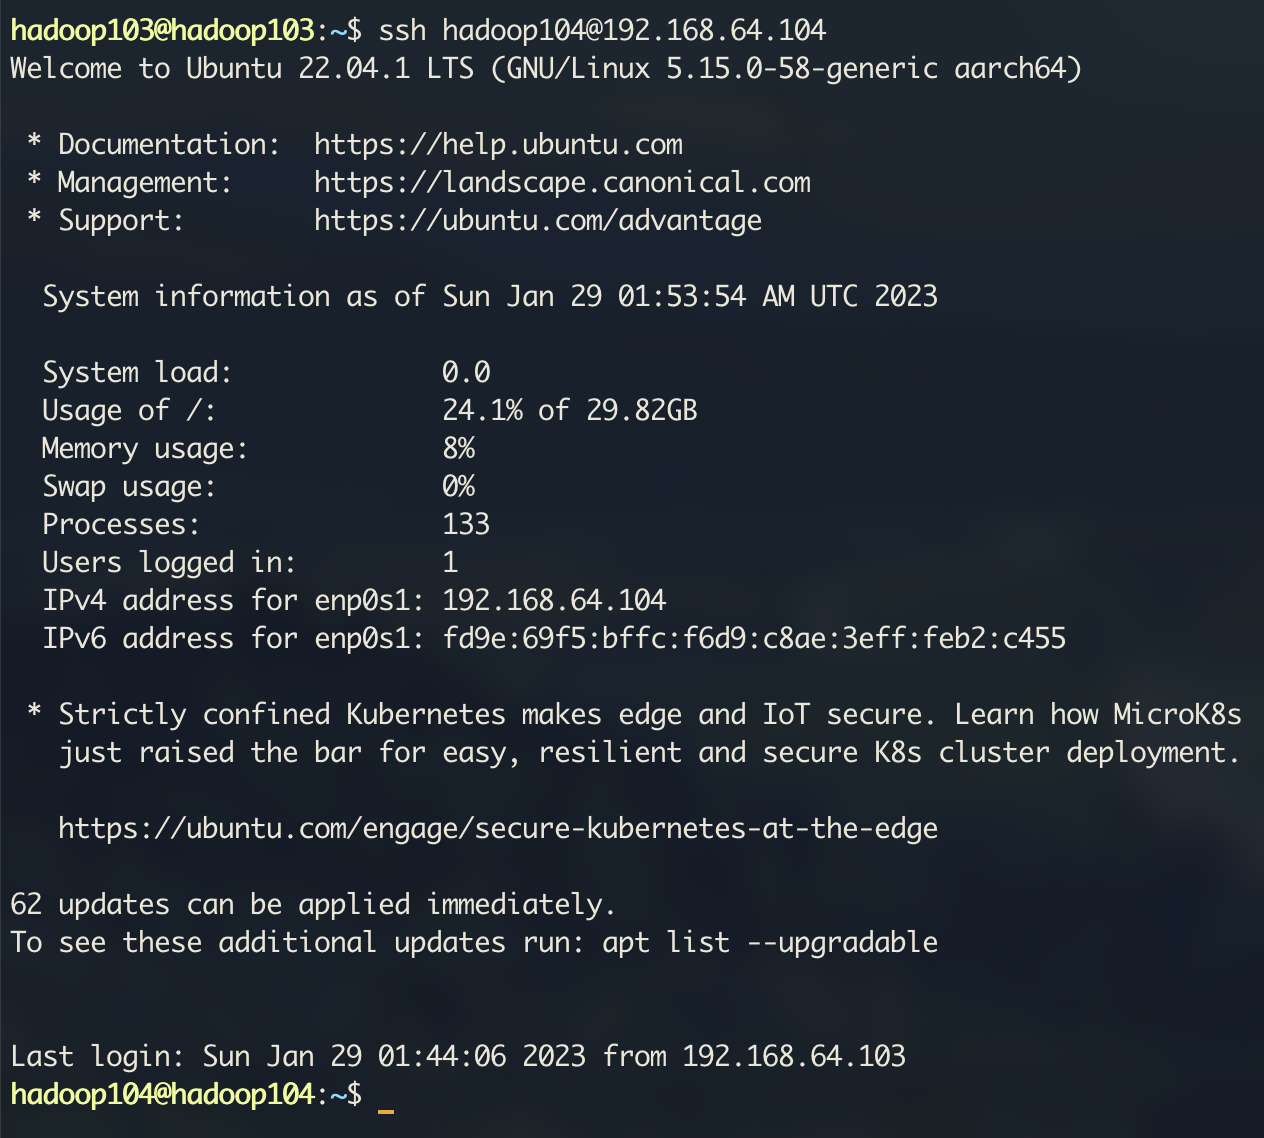 hadoop103@hadoop103:~$ ssh hadoop104@192.168.64.104
Welcome to Ubuntu 22.04.1 LTS (GNU/Linux 5.15.0-58-generic aarch64)

 * Documentation:  https://help.ubuntu.com
 * Management:     https://landscape.canonical.com
 * Support:        https://ubuntu.com/advantage

  System information as of Sun Jan 29 01:53:54 AM UTC 2023

  System load:             0.0
  Usage of /:              24.1% of 29.82GB
  Memory usage:            8%
  Swap usage:              0%
  Processes:               133
  Users logged in:         1
  IPv4 address for enp0s1: 192.168.64.104
  IPv6 address for enp0s1: fd9e:69f5:bffc:f6d9:c8ae:3eff:feb2:c455

 * Strictly confined Kubernetes makes edge and IoT secure. Learn how MicroK8s
   just raised the bar for easy, resilient and secure K8s cluster deployment.

   https://ubuntu.com/engage/secure-kubernetes-at-the-edge

62 updates can be applied immediately.
To see these additional updates run: apt list --upgradable


Last login: Sun Jan 29 01:44:06 2023 from 192.168.64.103
hadoop104@hadoop104:~$